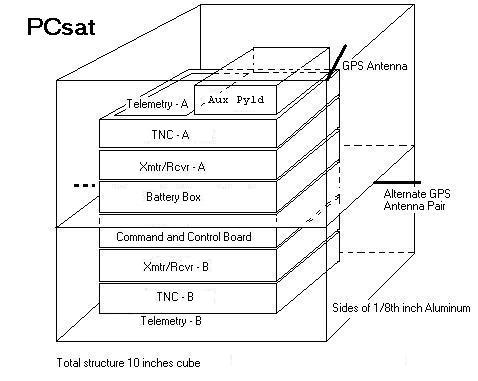 PCsat
GPS Antenna
Telemetry - A
Aux Pyld
TNC - A
Xmtr/Rcvr - A
Battery Box
Alternate GPS
Antenna Pair
Command and Control Board
Xmtr/Rcvr - B
TNC - B
Sides of 1/8th inch Aluminum
Telemetry - B
Total structure 10 inches cube